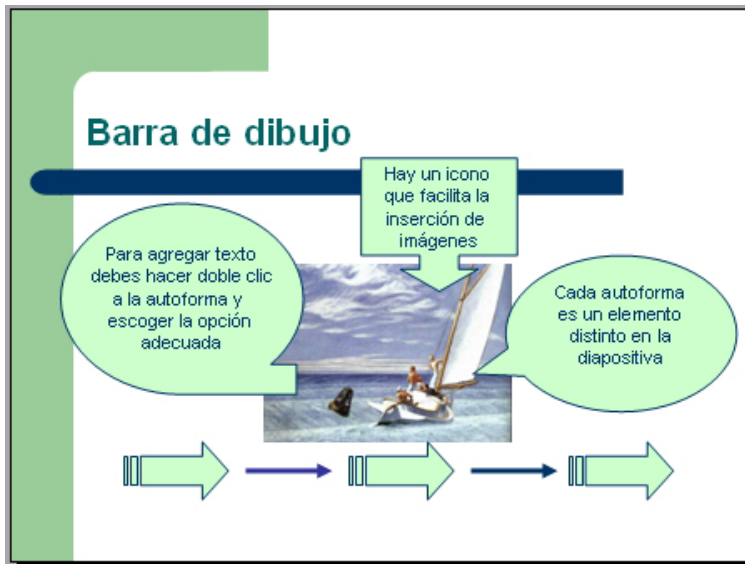 Barra de dibujo
Hay un icono
que facilita la
inserción de
imágenes
Para agregar texto
debes hacer doble clic
a la autoforma y
escoger la opción
adecuada
Cada autoforma
es un elemento
distinto en la
diapositiva